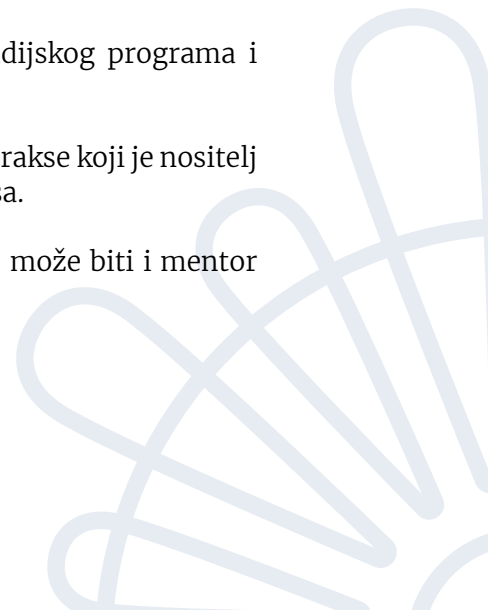 dijskog programa i
rakse koji je nositelj
sa.
može biti i mentor